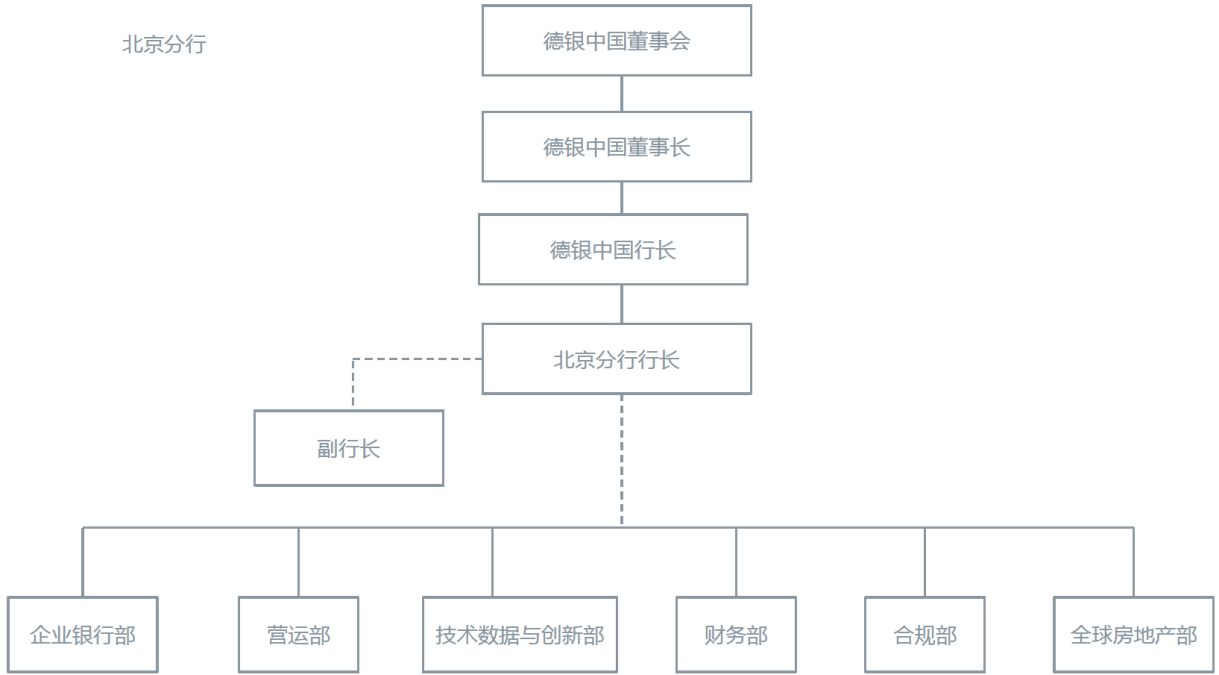 北京分行
德银中国董事会
德银中国董事长
德银中国行长
北京分行行长
副行长
企业银行部
营运部
技术数据与创新部
财务部
合规部
全球房地产部